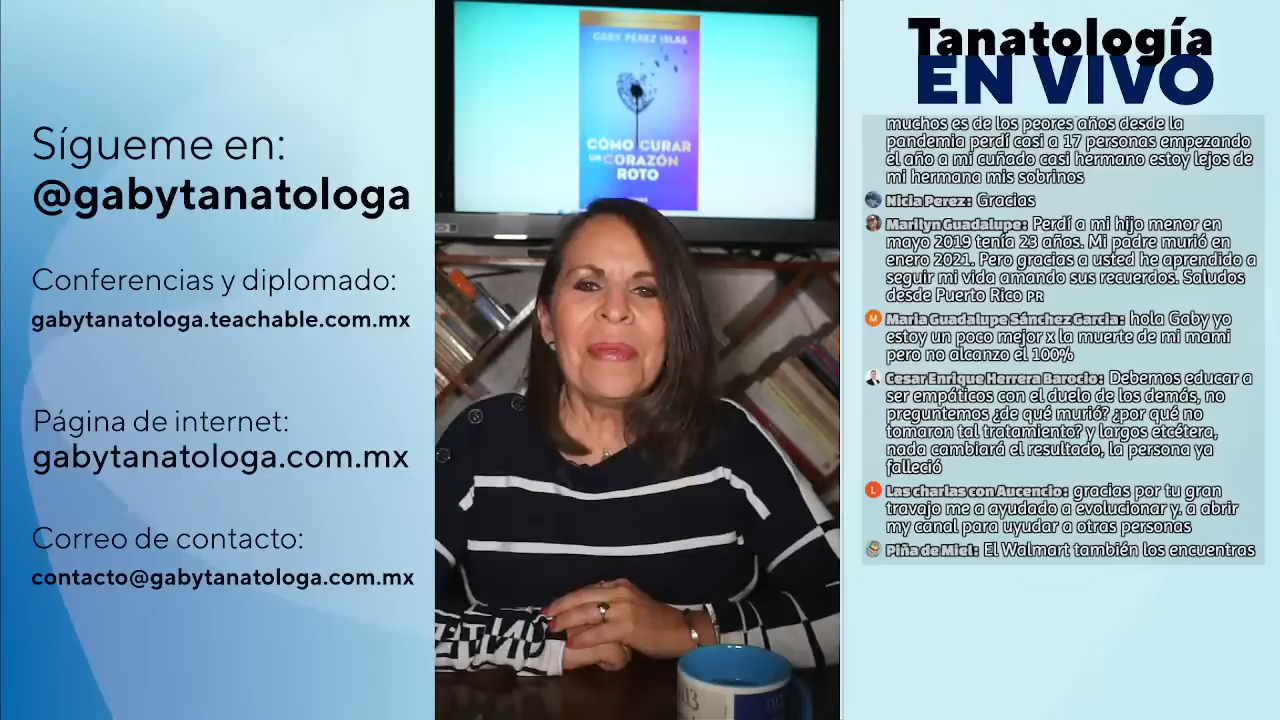 Sígueme en:
@gabytanatologa
Conferencias y diplomado:
gabytanatologa.teachable.com.mx
Página de internet:
gabytanatologa.com.mx
Correo de contacto:
contacto@gabytanatologa.com.mx
GABY PÉREZ ISLAS
CÓMO CURAR
UN CORAZÓN
ROTO
Tanatología
EN VIVO
muchos es de los peores años desde la
pandemia perdí casi a 17 personas empezando
el año a mi cuñado casi hermano estoy lejos de
mi hermana mis sobrinos
Nicla Perez: Gracias
Marilyn Guadalupe: Perdí a mi hijo menor en
mayo 2019 tenía 23 años. Mi padre murió en
enero 2021. Pero gracias a usted he aprendido a
seguir mi vida amando sus recuerdos. Saludos
desde Puerto Rico PR
Maria Guadalupe Sánchez Garcia: hola Gaby yo
estoy un poco mejor x la muerte de mi mami
pero no alcanzo el 100%
Cesar Enrique Herrera Barocio: Debemos educar a
ser empáticos con el duelo de los demás, no
preguntemos ¿de qué murió? ¿por qué no
tomaron tal tratamiento? y largos etcétera,
nada cambiará el resultado, la persona ya
falleció
Las charlas con Aucencio: gracias por tu gran
travajo me a ayudado a evolucionar y. a abrir
my canal para uyudar a otras personas
Piña de Miel: El Walmart también los encuentras